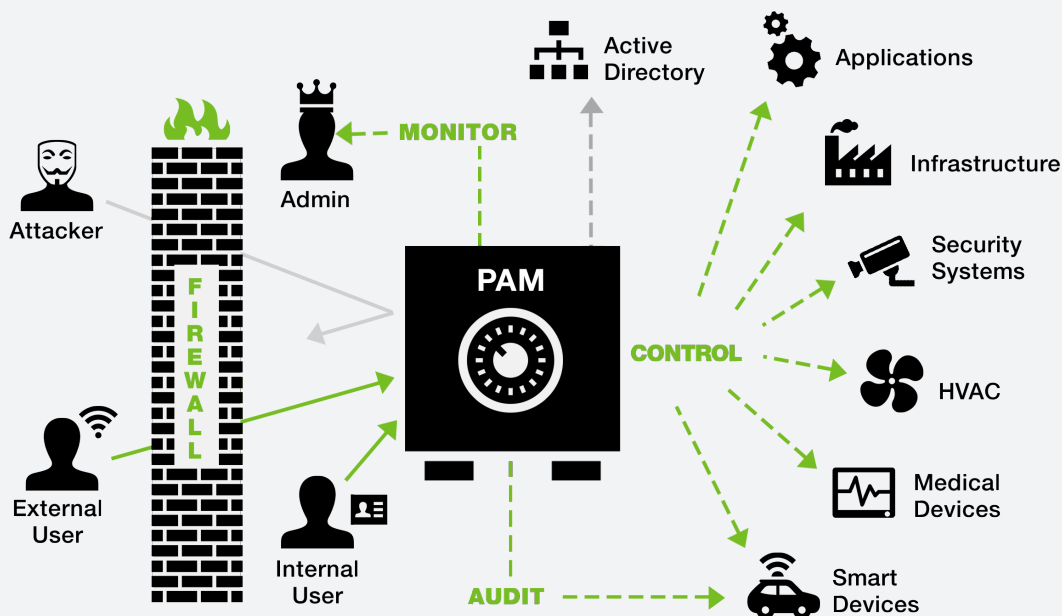 Active
Directory
Applications
MONITOR
Infrastructure
Admin
Attacker
Security
Systems
PAM
FIREWALL
CONTROL
HVAC
Medical
Devices
External
User
Internal
User
AUDIT
Smart
Devices